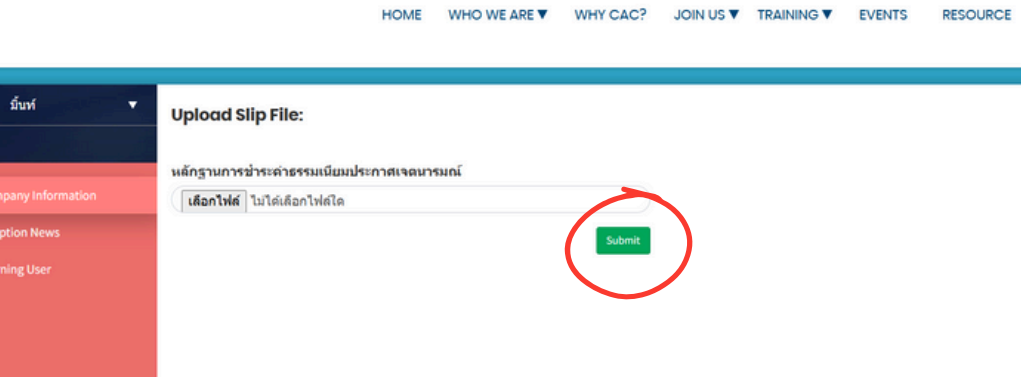 HOME WHO WE ARE ▼ WHY CAC? JOIN US ▼ TRAINING ▼ EVENTS RESOURCE
มิ้นท์ ▼
Upload Slip File:
หลักฐานการชำระค่าธรรมเนียมประกาศเจตนารมณ์
mpany Information
เลือกไฟล์ ไม่ได้เลือกไฟล์ใด
ption News
Submit
ning User